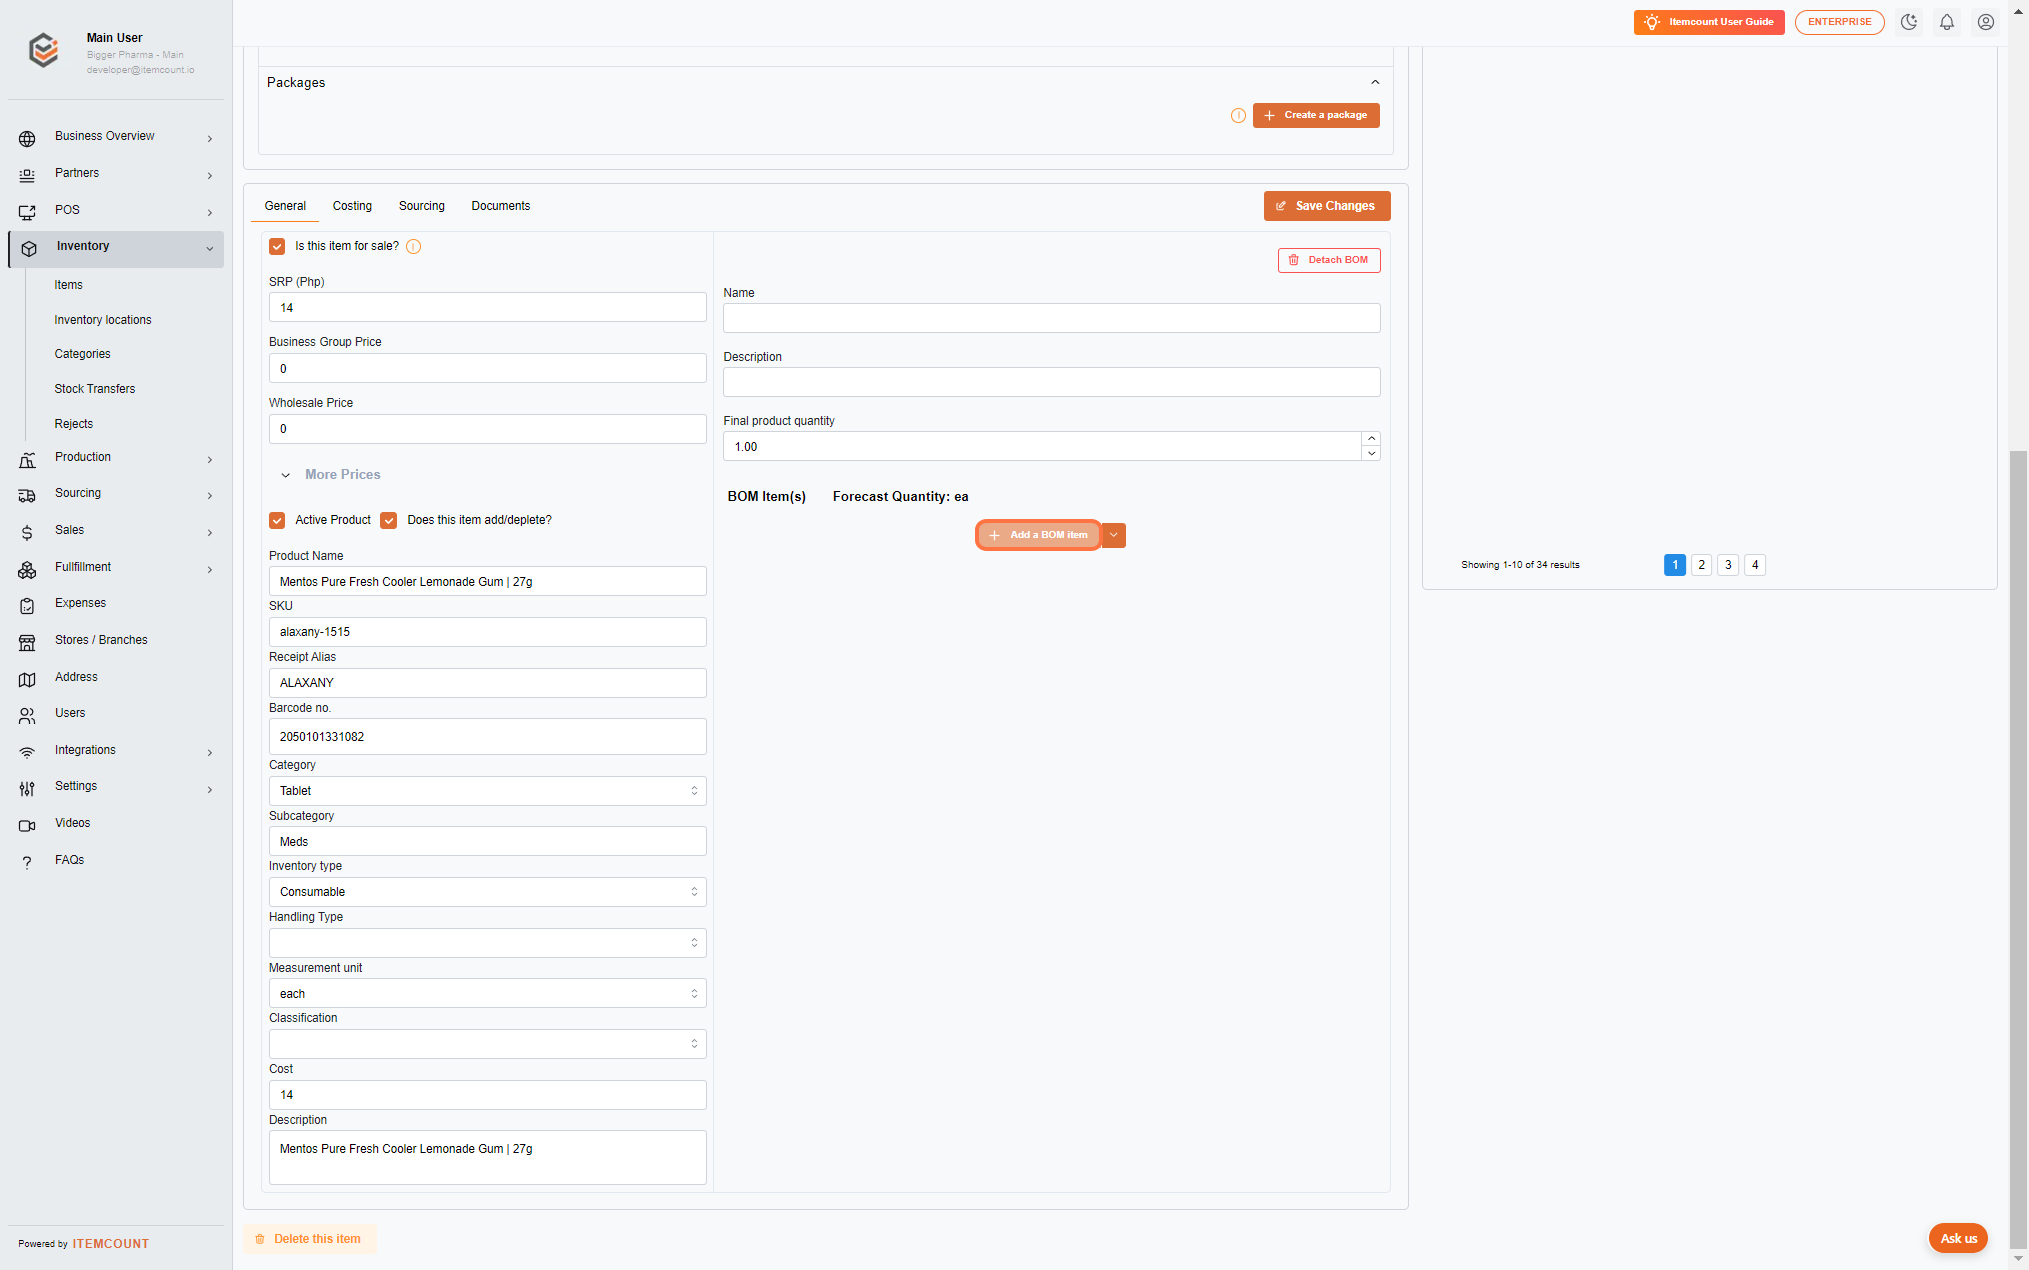 Main User
Bigger Pharma - Main
developer@itemcount.io
Business Overview
Partners
POS
Inventory
Items
Inventory locations
Categories
Stock Transfers
Rejects
Production
Sourcing
Sales
Fullfillment
Expenses
Stores / Branches
Address
Users
Integrations
Settings
Videos
FAQs
Powered by ITEMCOUNT
Itemcount User Guide
ENTERPRISE
Packages
Create a package
General Costing Sourcing Documents
Save Changes
Is this item for sale?
SRP (Php)
14
Business Group Price
0
Wholesale Price
0
More Prices
Active Product
Does this item add/deplete?
Product Name
Mentos Pure Fresh Cooler Lemonade Gum | 27g
SKU
alaxany-1515
Receipt Alias
ALAXANY
Barcode no.
2050101331082
Category
Tablet
Subcategory
Meds
Inventory type
Consumable
Handling Type
Measurement unit
each
Classification
Cost
14
Description
Mentos Pure Fresh Cooler Lemonade Gum | 27g
Detach BOM
Name
Description
Final product quantity
1.00
BOM Item(s) Forecast Quantity: ea
Add a BOM item
Showing 1-10 of 34 results
1 2 3 4
Delete this item
Ask us